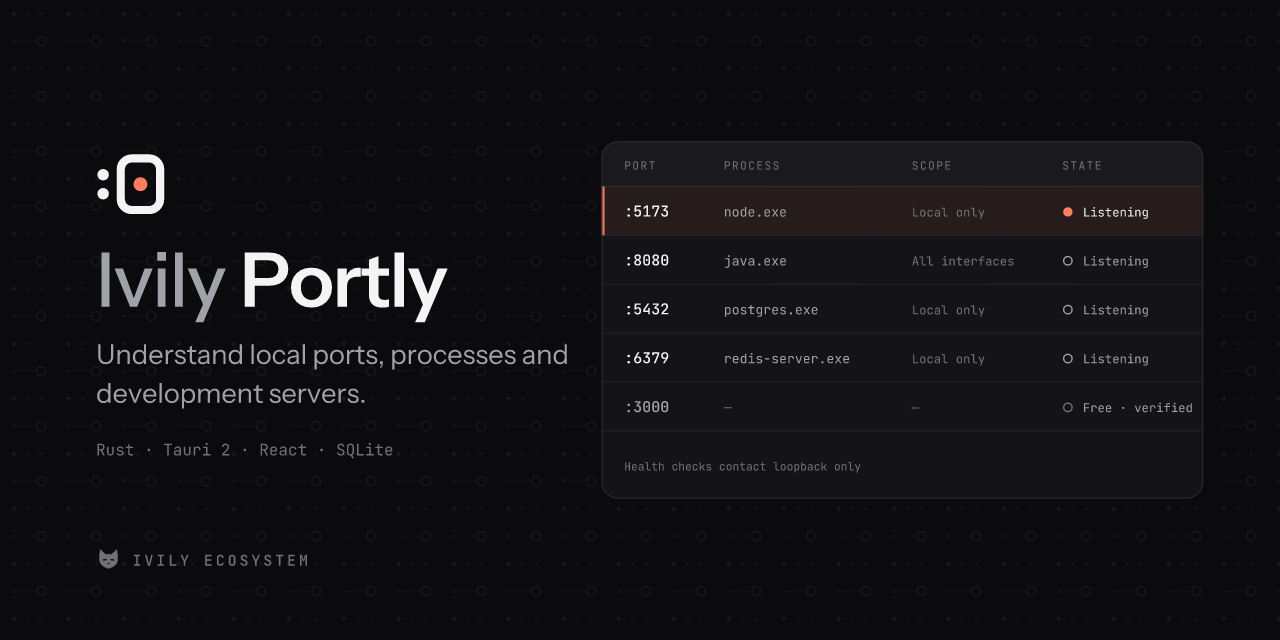 Ivily Portly
Understand local ports, processes and
development servers.
Rust · Tauri 2 · React · SQLite
IVILY ECOSYSTEM
PORT PROCESS SCOPE STATE
:5173 node.exe Local only Listening
:8080 java.exe All interfaces Listening
:5432 postgres.exe Local only Listening
:6379 redis-server.exe Local only Listening
:3000 — — Free · verified
Health checks contact loopback only